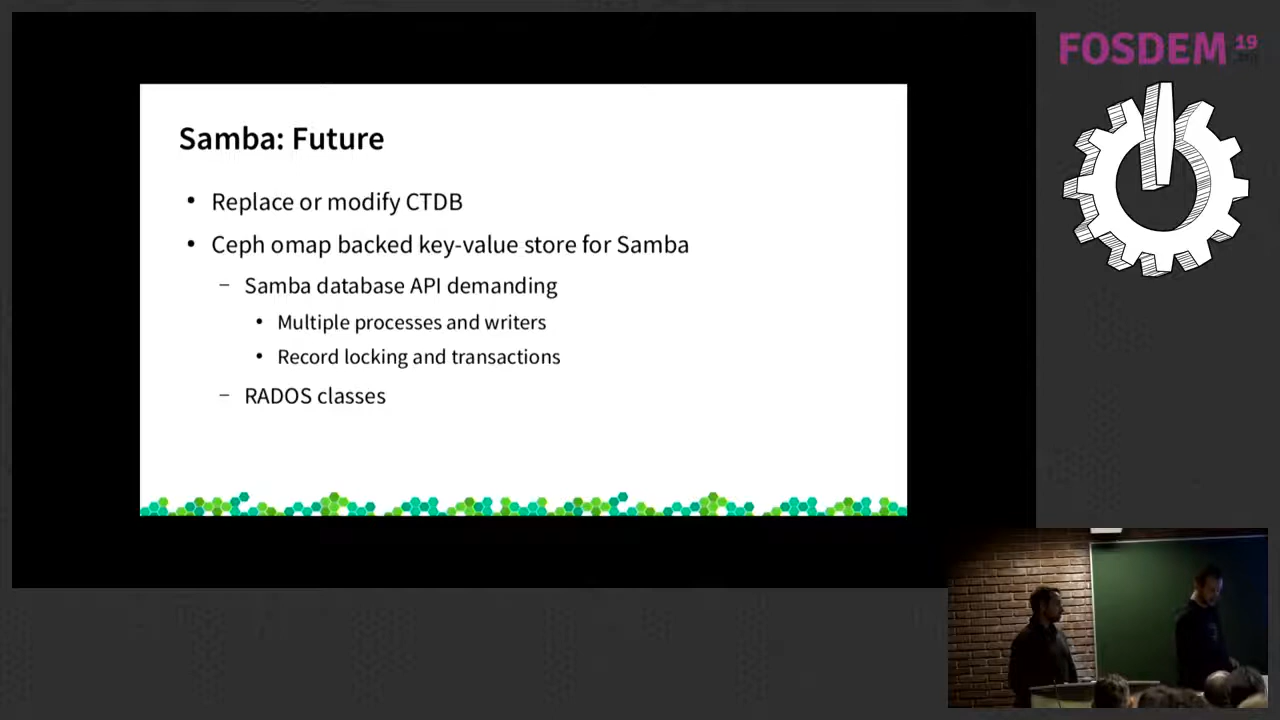 Samba: Future
• Replace or modify CTDB
• Ceph omap backed key-value store for Samba
– Samba database API demanding
• Multiple processes and writers
• Record locking and transactions
– RADOS classes
FOSDEM 19